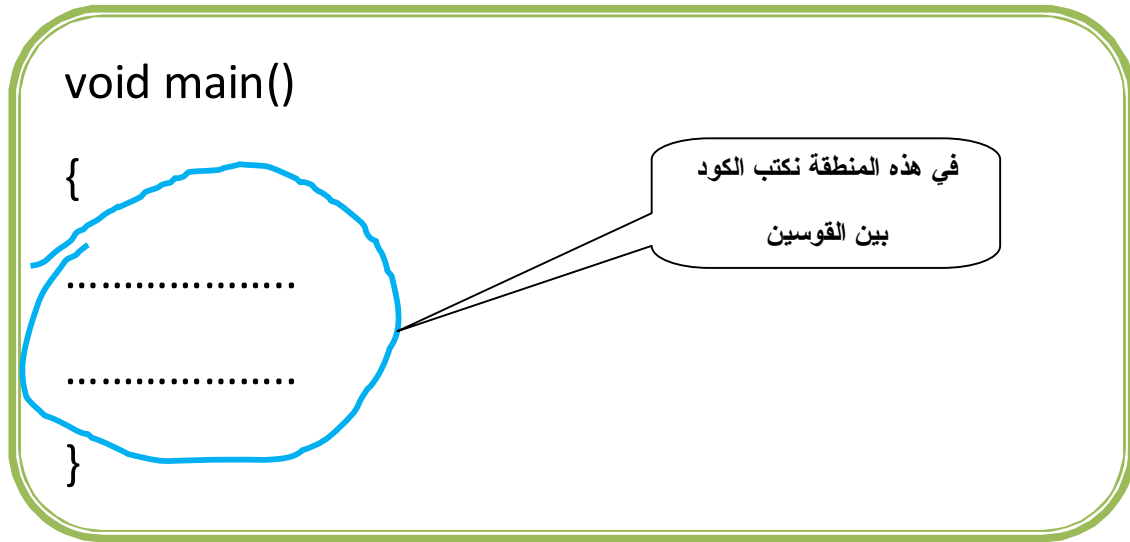 void main()
{
في هذه المنطقة نكتب الكود
بين القوسين
....................
....................
}